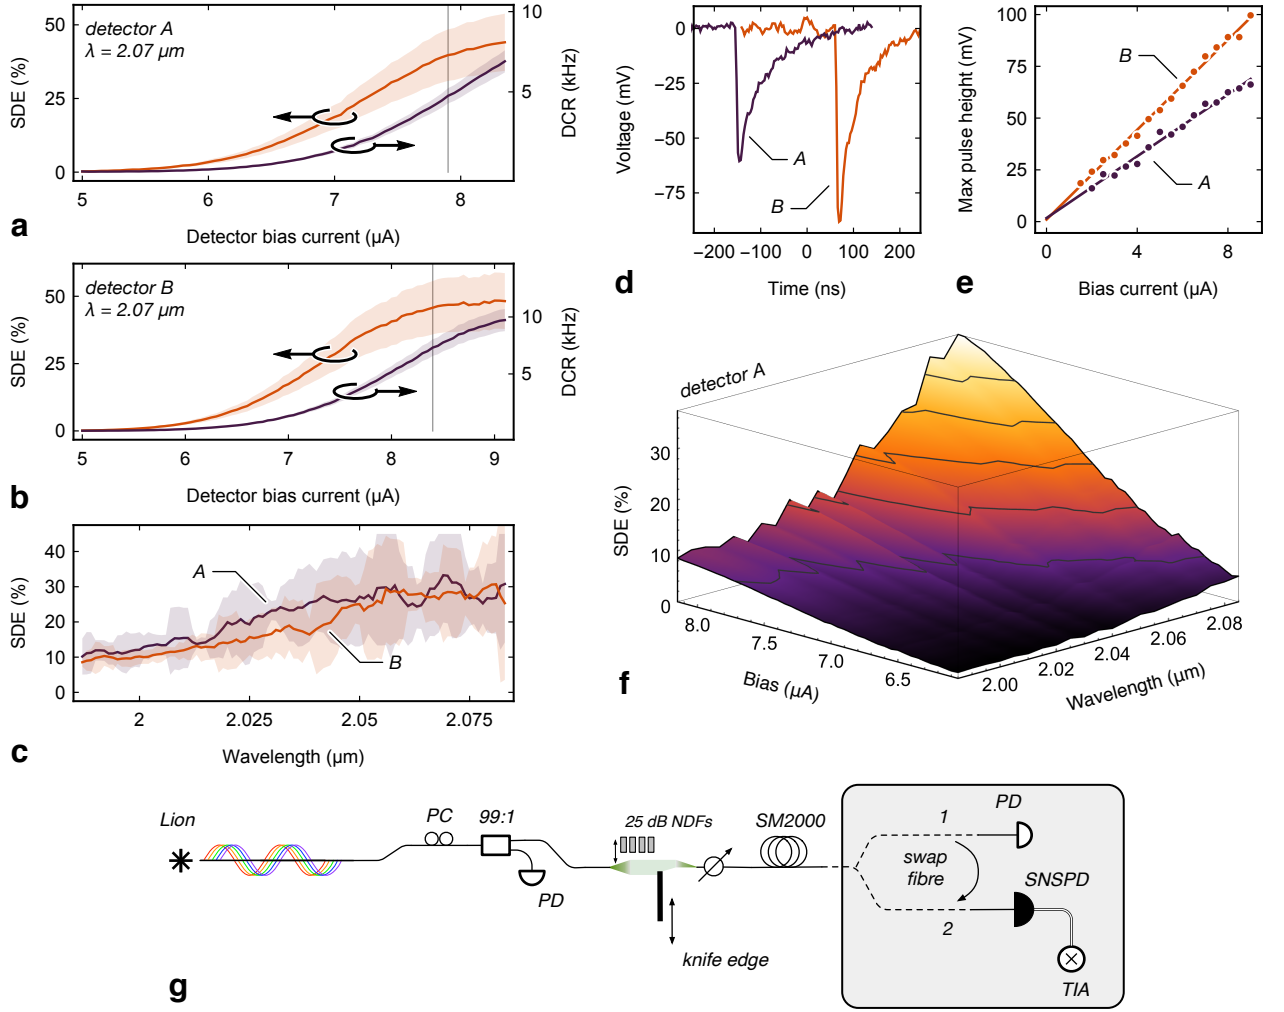 detector A
λ = 2.07 µm
SDE (%)
50
25
0
10
5
DCR (kHz)
5 6 7 8
a
Detector bias current (µA)
detector B
λ = 2.07 µm
SDE (%)
50
25
0
10
5
DCR (kHz)
5 6 7 8 9
b
Detector bias current (µA)
SDE (%)
40
30
20
10
0
A
B
2 2.025 2.05 2.075
c
Wavelength (µm)
Voltage (mV)
0
−25
−50
−75
A
B
−200 −100 0 100 200
d
Time (ns)
Max pulse height (mV)
100
75
50
25
0
B
A
0 4 8
e
Bias current (µA)
detector A
SDE (%)
30
20
10
0
8.0 7.5 7.0 6.5
Bias (µA)
2.00 2.02 2.04 2.06 2.08
Wavelength (µm)
f
Lion
PC
99:1
PD
25 dB NDFs
knife edge
SM2000
1
PD
swap
fibre
SNSPD
2
TIA
g